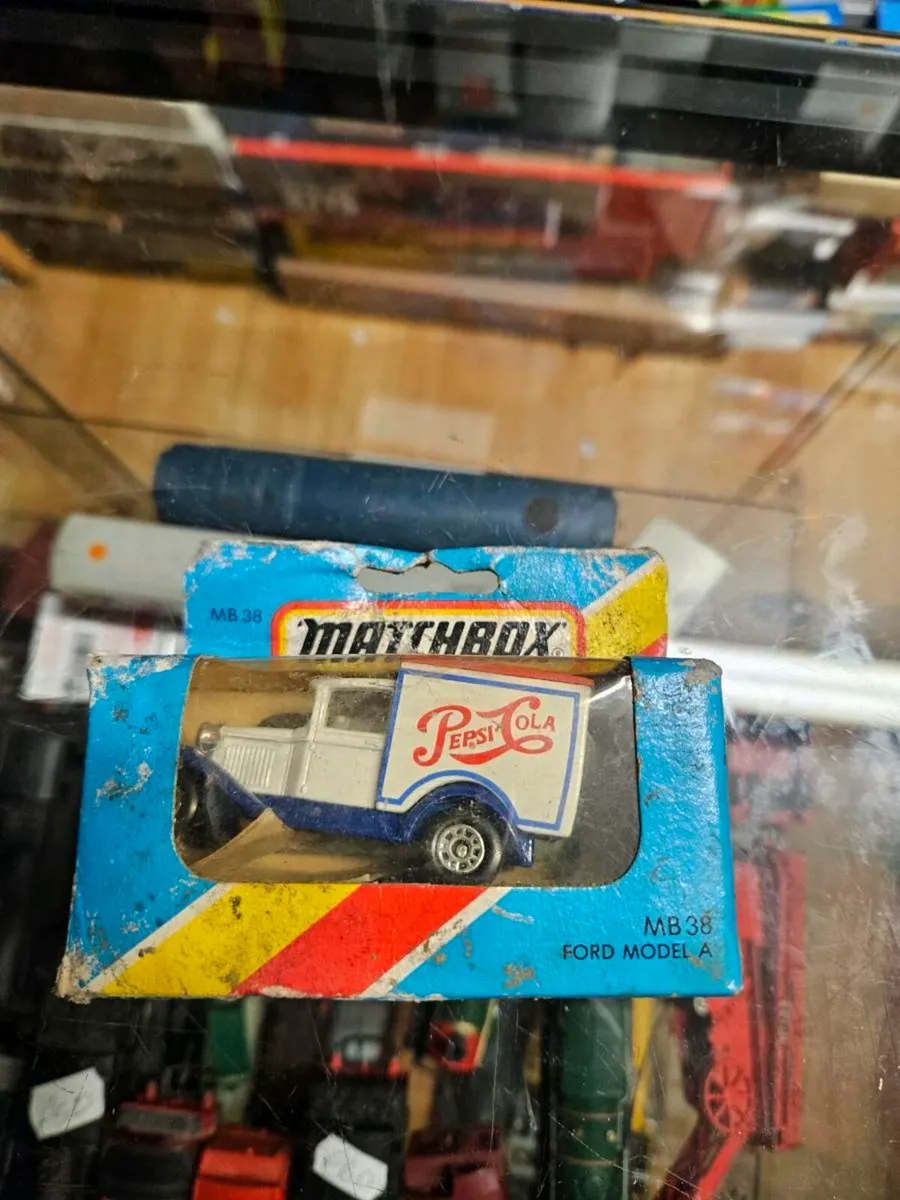 MB 38
MATCHBOX®
PEPSI-COLA
MB 38
FORD MODEL A